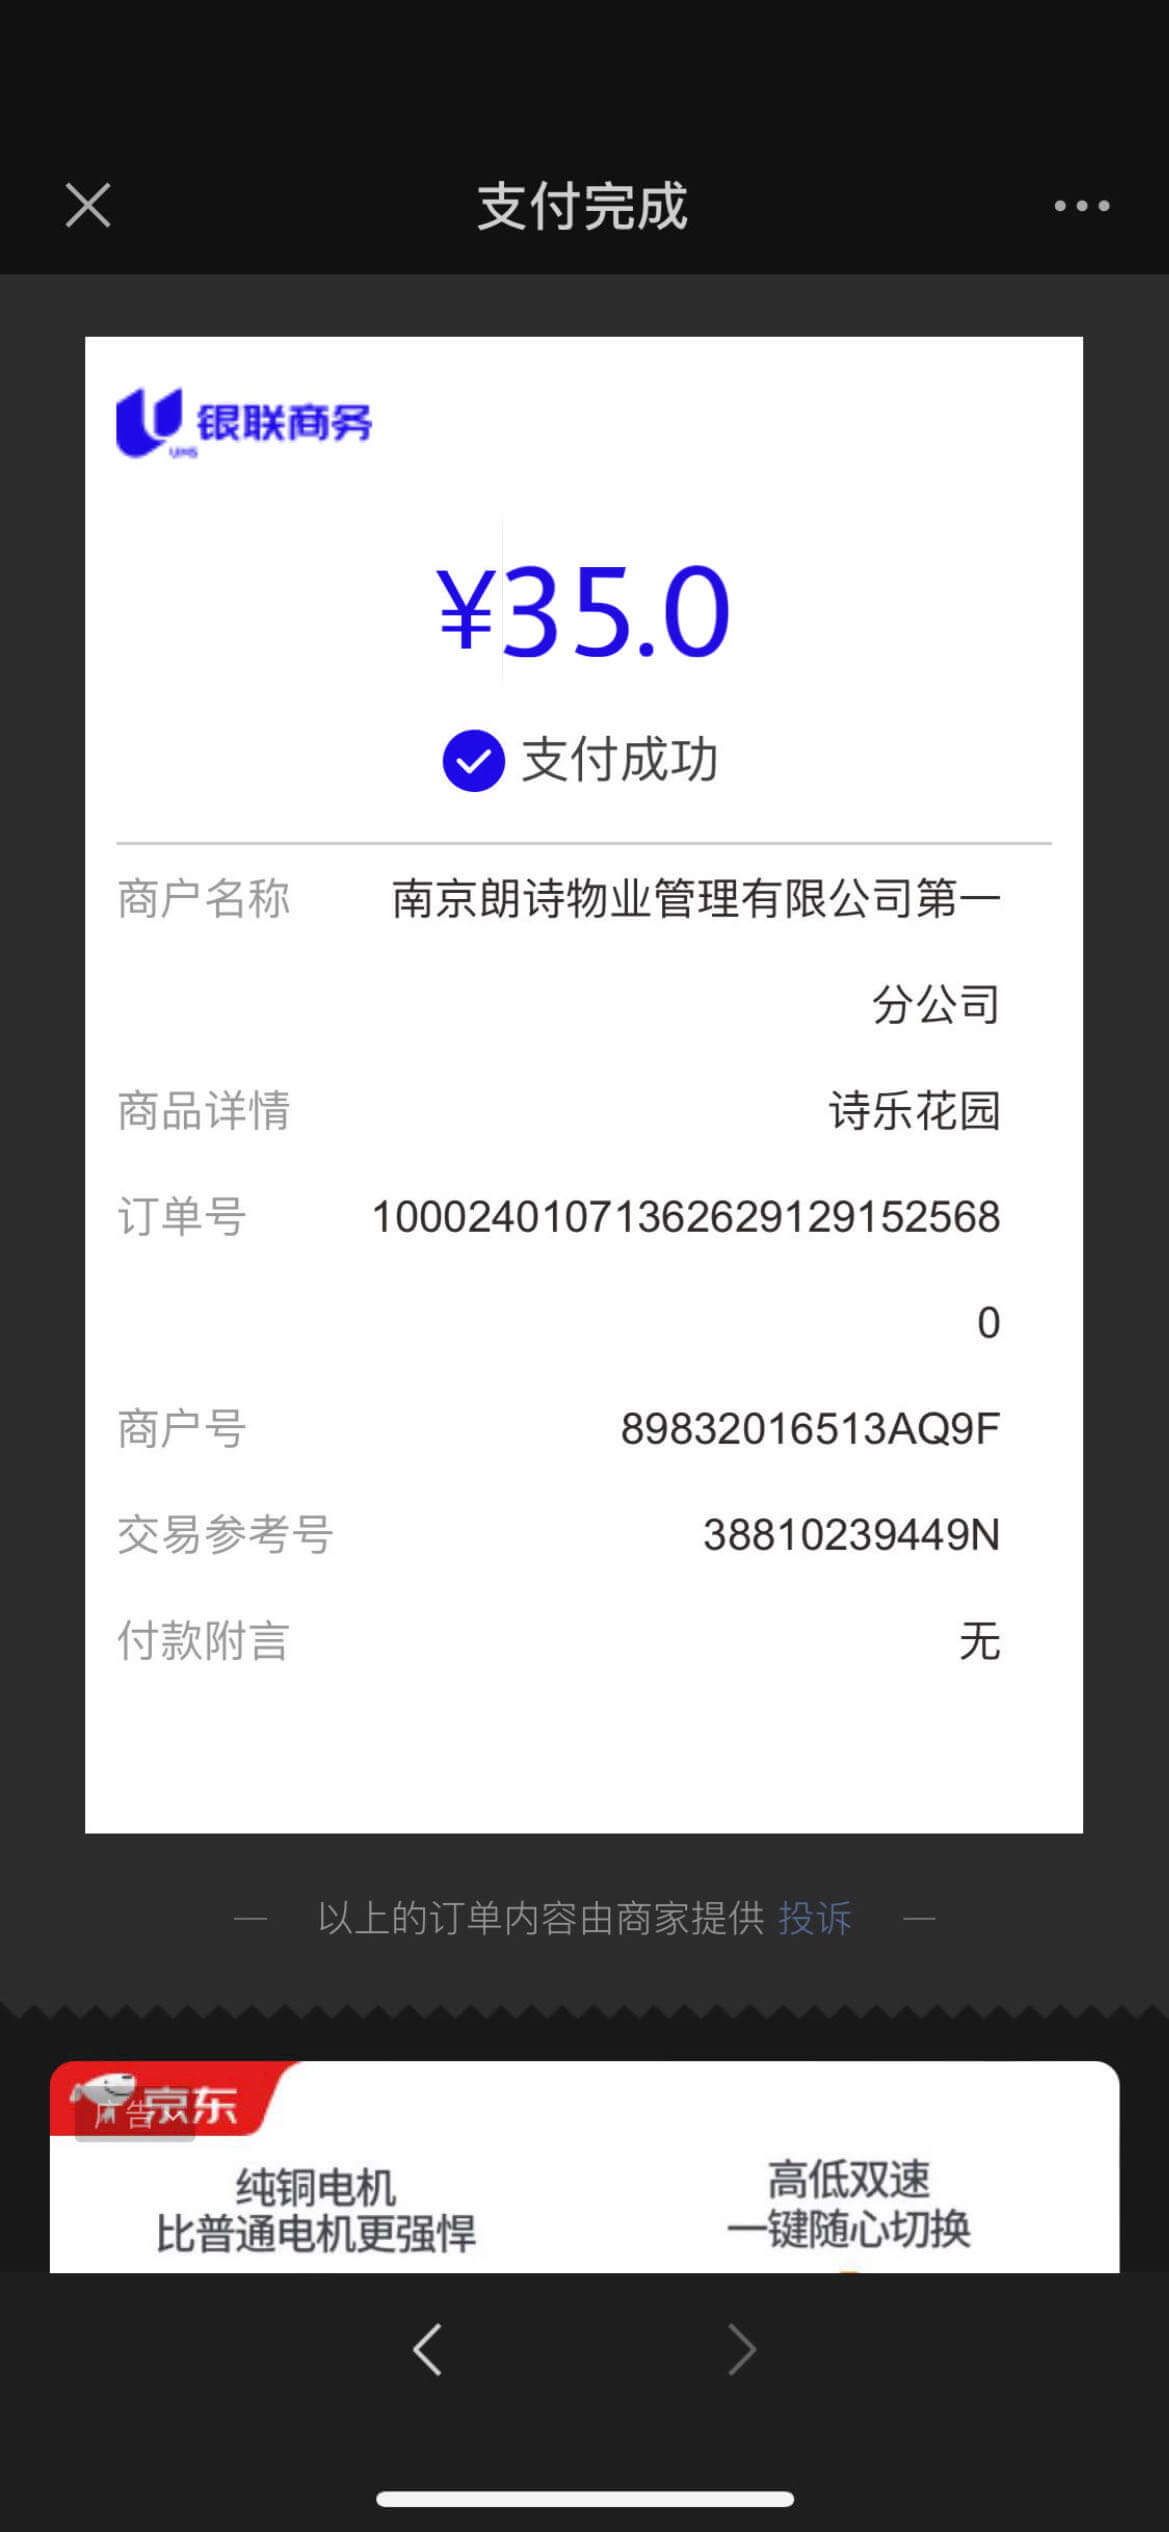 支付完成
银联商务
UMS
¥35.0
支付成功
商户名称 南京朗诗物业管理有限公司第一
分公司
商品详情 诗乐花园
订单号 10002401071362629129152568
0
商户号 89832016513AQ9F
交易参考号 38810239449N
付款附言 无
以上的订单内容由商家提供 投诉
京东
广告
纯铜电机 高低双速
比普通电机更强悍 一键随心切换